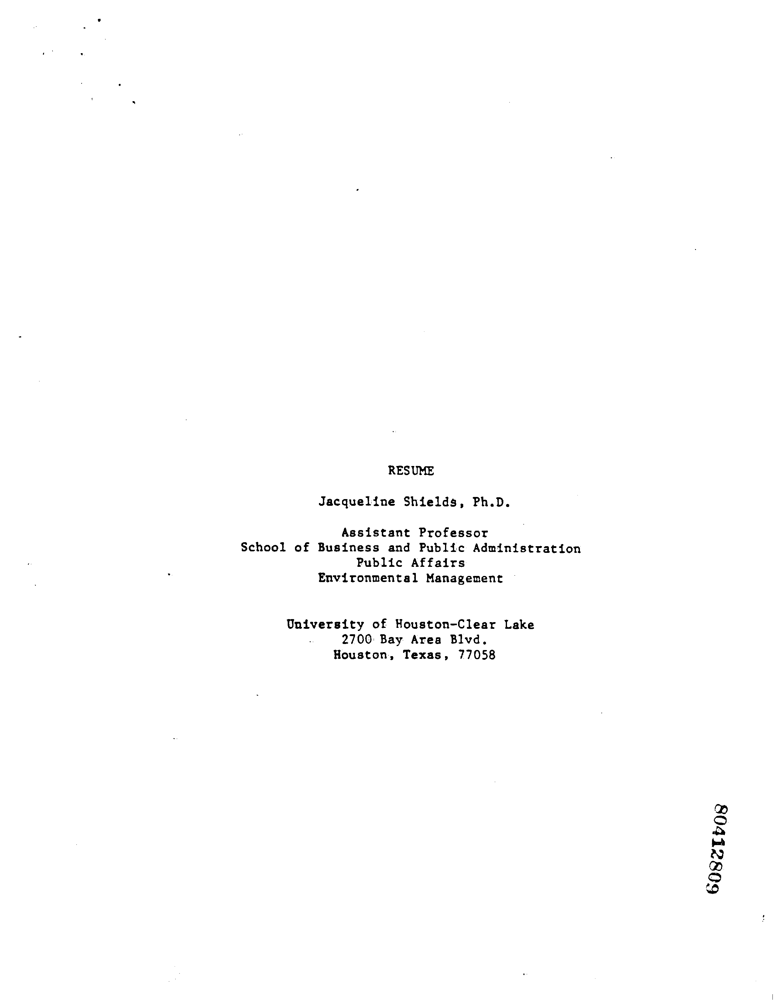 RESUME
Jacqueline Shields, Ph.D.
Assistant Professor
School of Business and Public Administration
Public Affairs
Environmental Management
University of Houston-Clear Lake
2700 Bay Area Blvd.
Houston, Texas, 77058
80412809